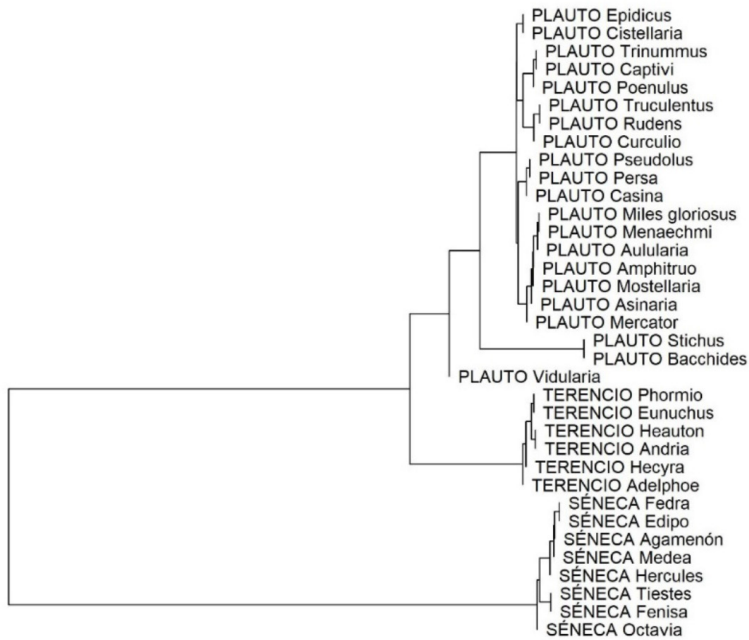 PLAUTO Epidicus
PLAUTO Cistellaria
PLAUTO Trinummus
PLAUTO Captivi
PLAUTO Poenulus
PLAUTO Truculentus
PLAUTO Rudens
PLAUTO Curculio
PLAUTO Pseudolus
PLAUTO Persa
PLAUTO Casina
PLAUTO Miles gloriosus
PLAUTO Menaechmi
PLAUTO Aulularia
PLAUTO Amphitruo
PLAUTO Mostellaria
PLAUTO Asinaria
PLAUTO Mercator
PLAUTO Stichus
PLAUTO Bacchides
PLAUTO Vidularia
TERENCIO Phormio
TERENCIO Eunuchus
TERENCIO Heauton
TERENCIO Andria
TERENCIO Hecyra
TERENCIO Adelphoe
SÉNECA Fedra
SÉNECA Edipo
SÉNECA Agamenón
SÉNECA Medea
SÉNECA Hercules
SÉNECA Tiestes
SÉNECA Fenisa
SÉNECA Octavia